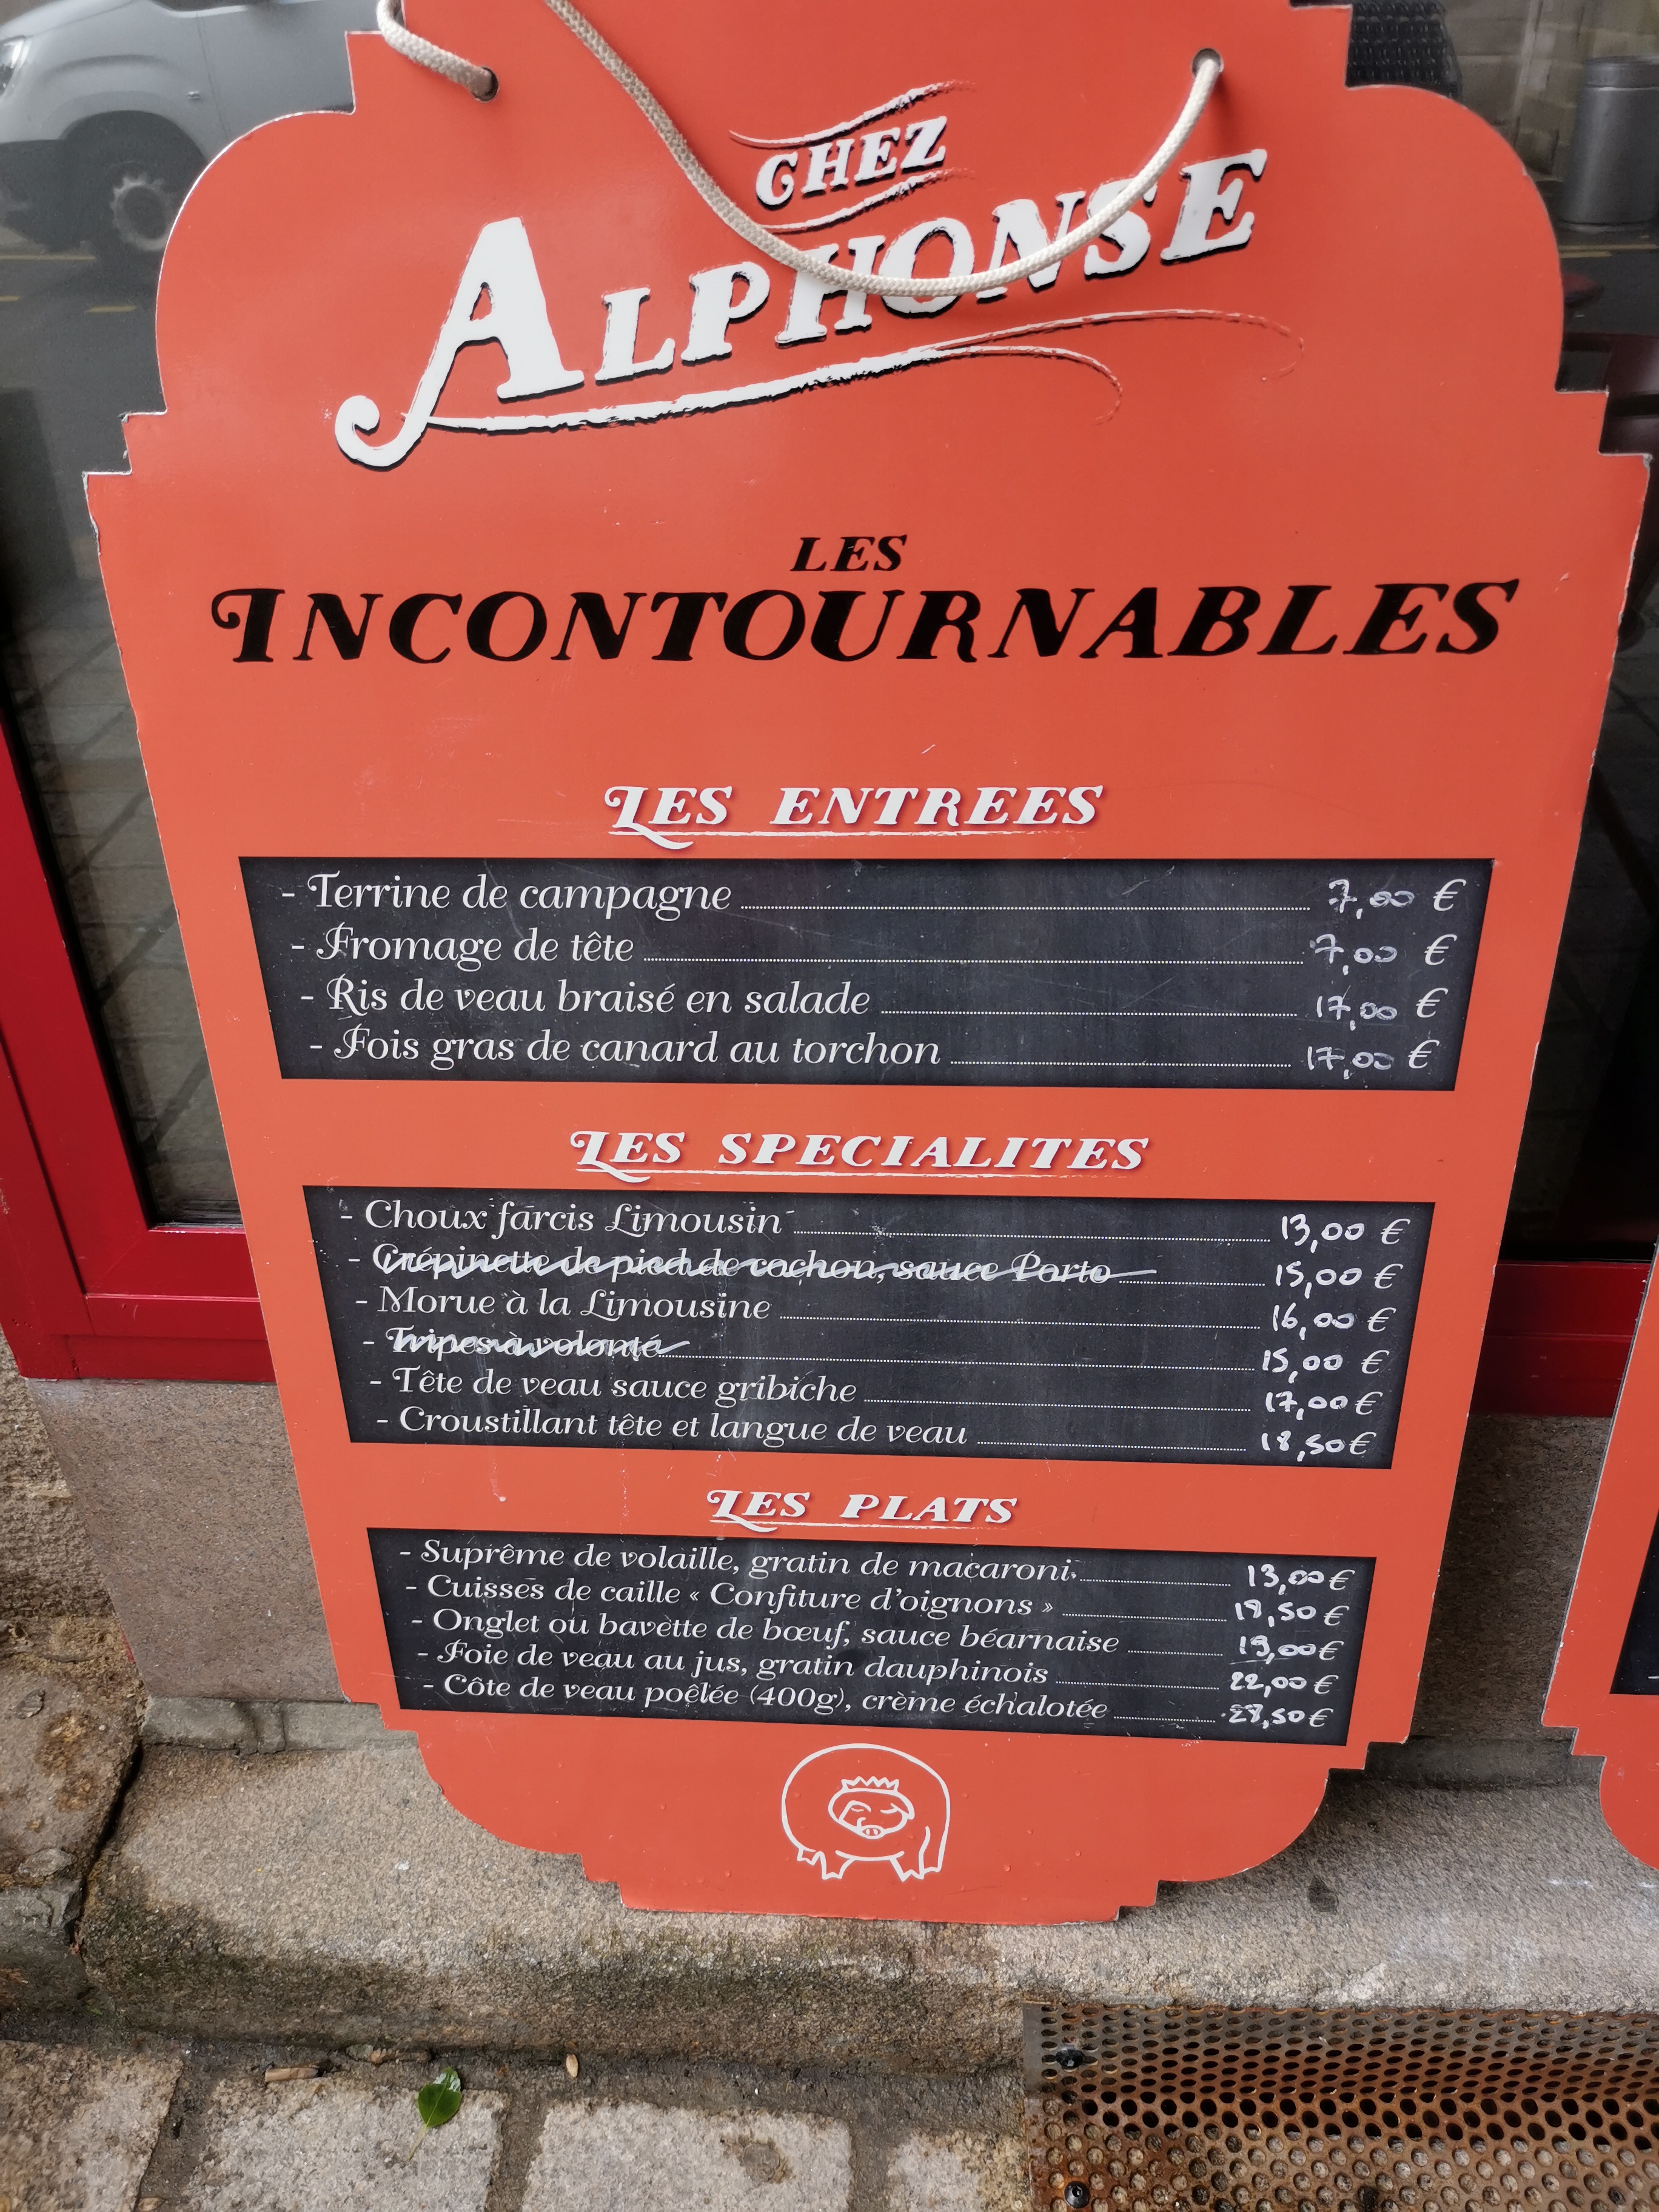 CHEZ
ALPHONSE
LES
INCONTOURNABLES
LES ENTREES
- Terrine de campagne 7,00 €
- Fromage de tête 7,00 €
- Ris de veau braisé en salade 17,00 €
- Fois gras de canard au torchon 17,00 €
LES SPECIALITES
- Choux farcis Limousin 13,00 €
- Crépinette de pied de cochon, sauce Porto 15,00 €
- Morue à la Limousine 16,00 €
- Tripes à volonté 15,00 €
- Tête de veau sauce gribiche 17,00 €
- Croustillant tête et langue de veau 18,50 €
LES PLATS
- Suprême de volaille, gratin de macaroni 13,00 €
- Cuisses de caille « Confiture d'oignons » €
- Onglet ou bavette de bœuf, sauce béarnaise 19,00 €
- Foie de veau au jus, gratin dauphinois 22,00 €
- Côte de veau poêlée (400g), crème échalotée €